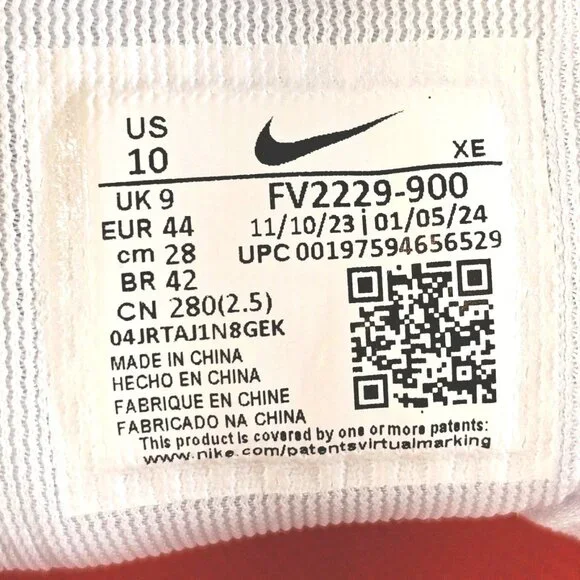 US
10
XE
UK 9
FV2229-900
EUR 44
11/10/23 | 01/05/24
cm 28
UPC 00197594656529
BR 42
CN 280(2.5)
04JRTAJ1N8GEK
MADE IN CHINA
HECHO EN CHINA
FABRIQUE EN CHINE
FABRICADO NA CHINA
This product is covered by one or more patents:
www.nike.com/patentsvirtualmarking